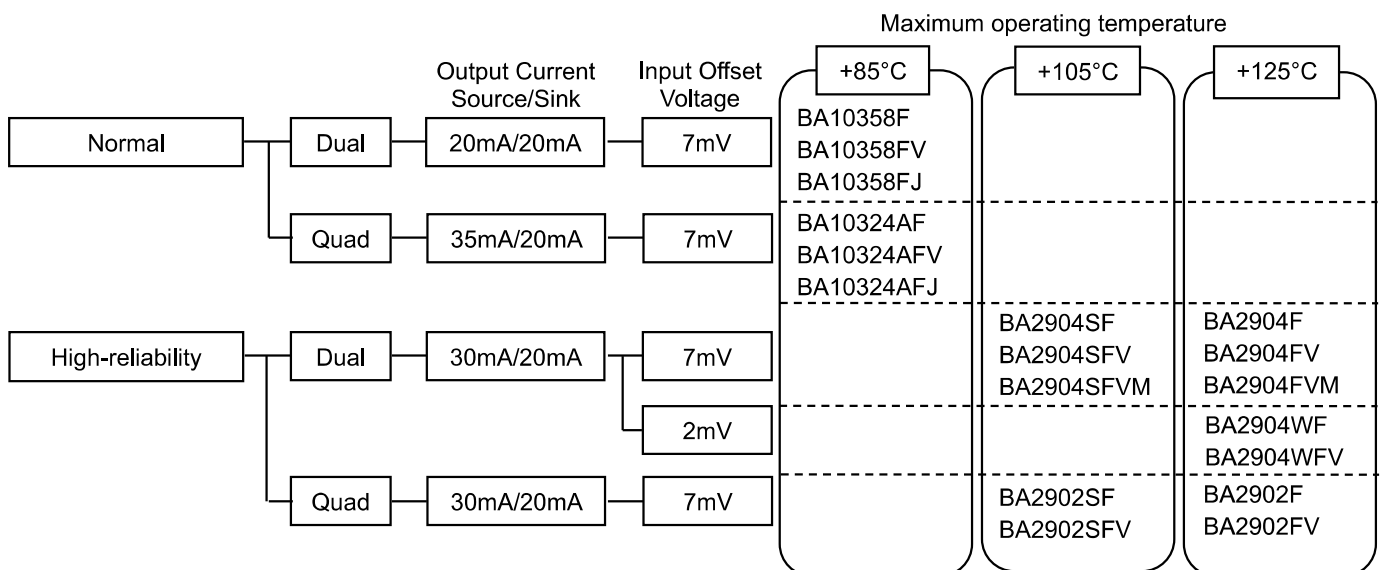 Maximum operating temperature
Output Current
Source/Sink
Input Offset
Voltage
+85°C
+105°C
+125°C
Normal
Dual
20mA/20mA
7mV
BA10358F
BA10358FV
BA10358FJ
Quad
35mA/20mA
7mV
BA10324AF
BA10324AFV
BA10324AFJ
High-reliability
Dual
30mA/20mA
7mV
BA2904SF
BA2904SFV
BA2904SFVM
BA2904F
BA2904FV
BA2904FVM
2mV
BA2904WF
BA2904WFV
Quad
30mA/20mA
7mV
BA2902SF
BA2902SFV
BA2902F
BA2902FV